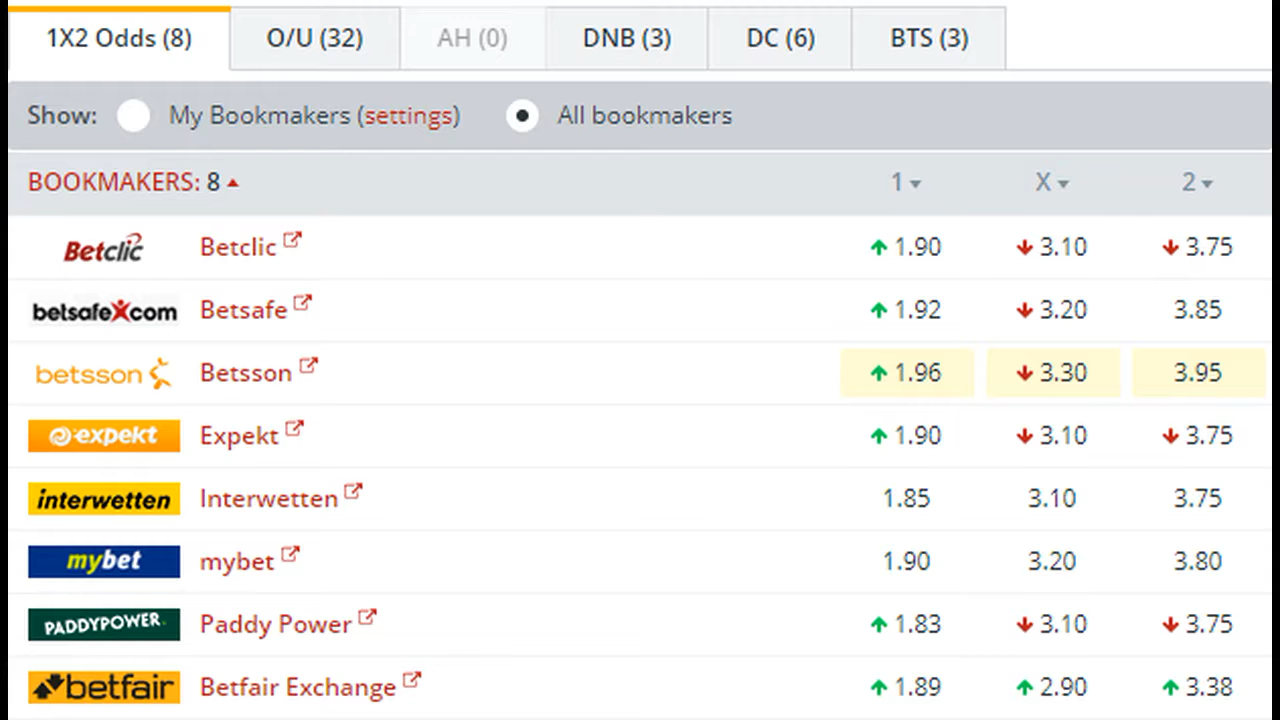 1X2 Odds (8) O/U (32) AH (0) DNB (3) DC (6) BTS (3)
Show: My Bookmakers (settings) All bookmakers
BOOKMAKERS: 8 1 X 2
Betclic Betclic 1.90 3.10 3.75
betsafe.com Betsafe 1.92 3.20 3.85
betsson Betsson 1.96 3.30 3.95
expekt Expekt 1.90 3.10 3.75
interwetten Interwetten 1.85 3.10 3.75
mybet mybet 1.90 3.20 3.80
PADDYPOWER. Paddy Power 1.83 3.10 3.75
betfair Betfair Exchange 1.89 2.90 3.38